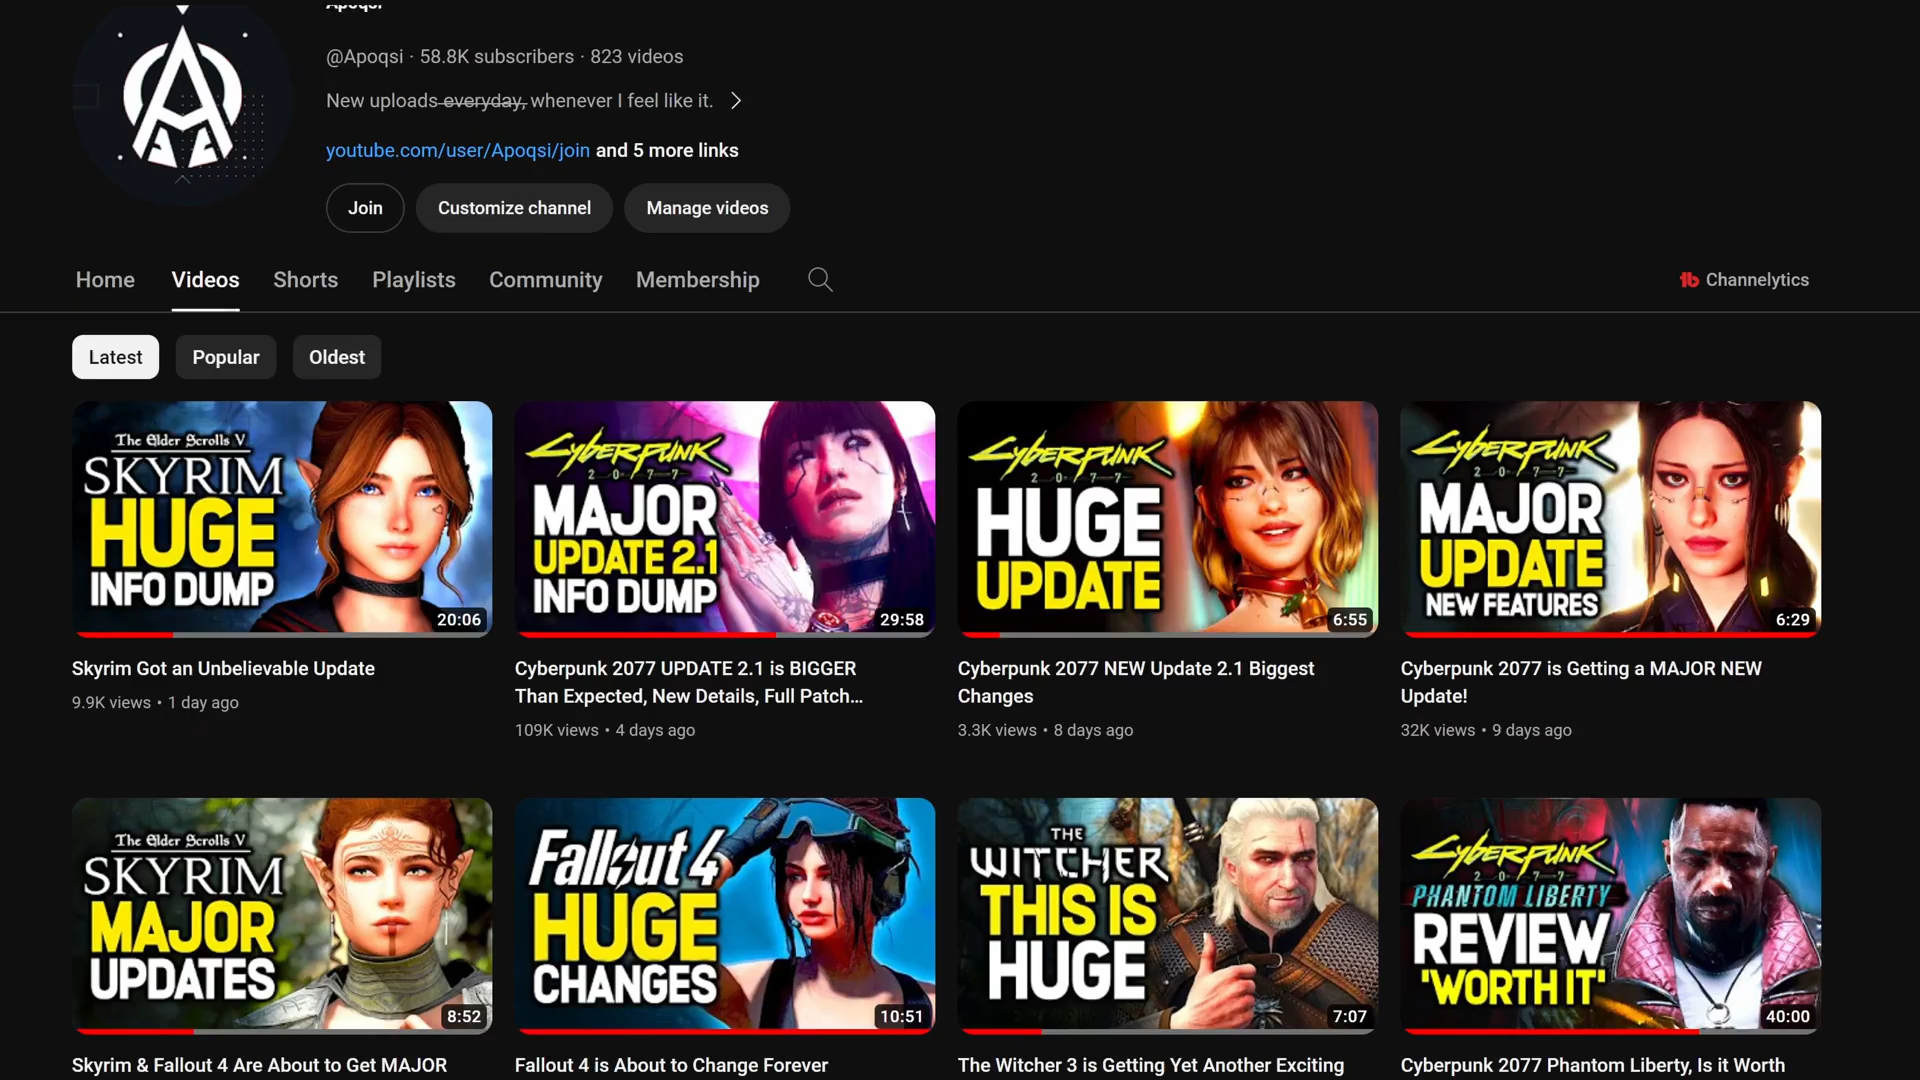 Apoqsi
@Apoqsi · 58.8K subscribers · 823 videos
New uploads everyday, whenever I feel like it.
youtube.com/user/Apoqsi/join and 5 more links
Join
Customize channel
Manage videos
Home
Videos
Shorts
Playlists
Community
Membership
Channelytics
Latest
Popular
Oldest
The Elder Scrolls V
SKYRIM
HUGE
INFO DUMP
20:06
Skyrim Got an Unbelievable Update
9.9K views • 1 day ago
Cyberpunk
2077
MAJOR
UPDATE 2.1
INFO DUMP
29:58
Cyberpunk 2077 UPDATE 2.1 is BIGGER
Than Expected, New Details, Full Patch...
109K views • 4 days ago
Cyberpunk
2077
HUGE
UPDATE
6:55
Cyberpunk 2077 NEW Update 2.1 Biggest
Changes
3.3K views • 8 days ago
Cyberpunk
2077
MAJOR
UPDATE
NEW FEATURES
6:29
Cyberpunk 2077 is Getting a MAJOR NEW
Update!
32K views • 9 days ago
The Elder Scrolls V
SKYRIM
MAJOR
UPDATES
8:52
Skyrim & Fallout 4 Are About to Get MAJOR
Fallout 4
HUGE
CHANGES
10:51
Fallout 4 is About to Change Forever
THE
WITCHER
THIS IS
HUGE
7:07
The Witcher 3 is Getting Yet Another Exciting
Cyberpunk
2077
PHANTOM LIBERTY
REVIEW
'WORTH IT'
40:00
Cyberpunk 2077 Phantom Liberty, Is it Worth